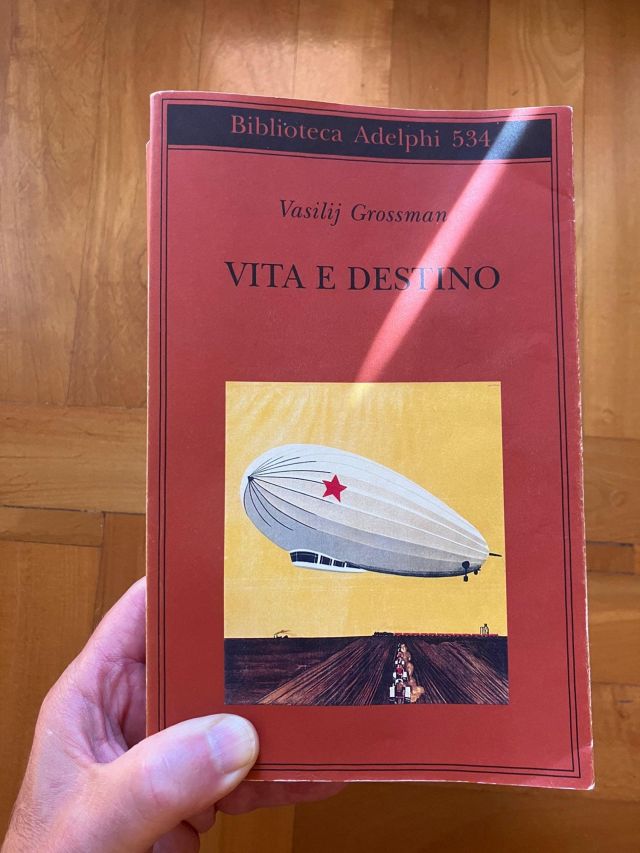 Biblioteca Adelphi 534
Vasilij Grossman
VITA E DESTINO